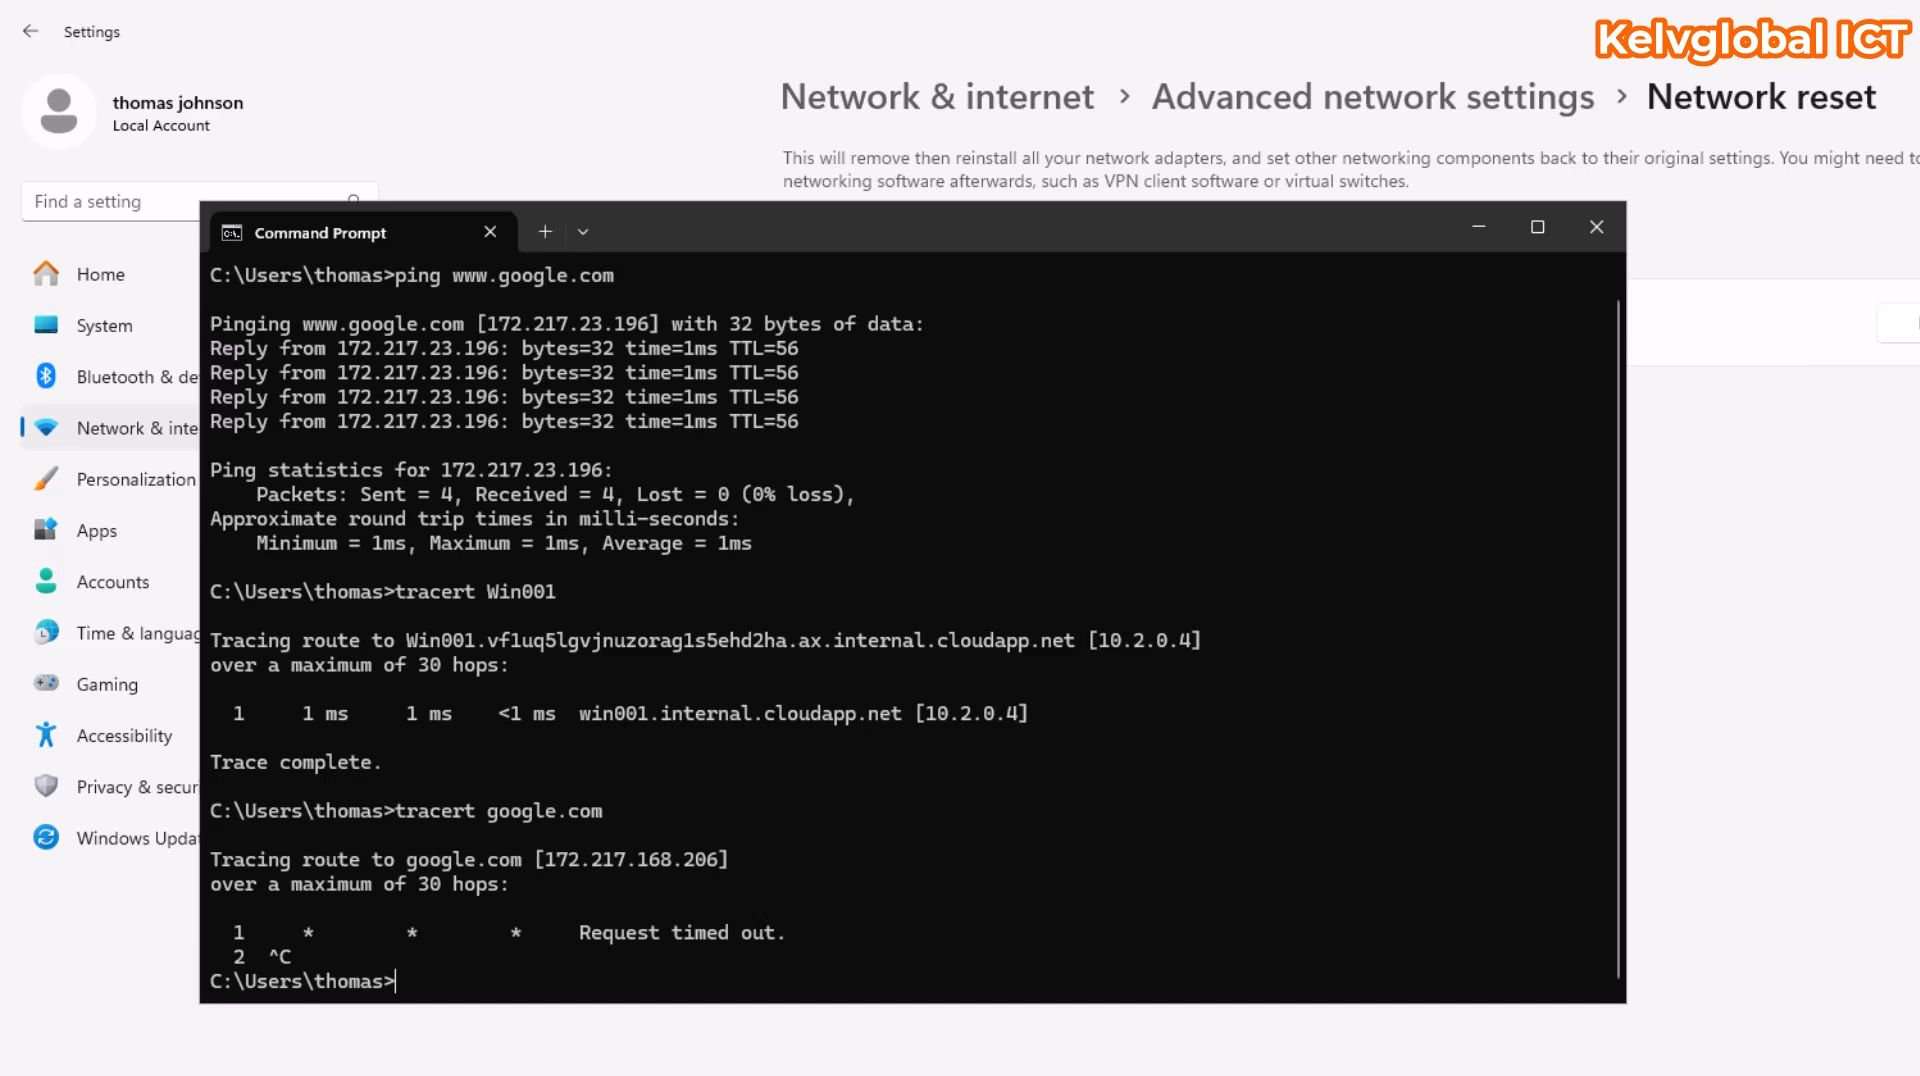 Settings
Kelvglobal ICT
thomas johnson
Local Account
Network & internet > Advanced network settings > Network reset
This will remove then reinstall all your network adapters, and set other networking components back to their original settings. You might need to
networking software afterwards, such as VPN client software or virtual switches.
Find a setting
Home
System
Bluetooth & de
Network & inte
Personalization
Apps
Accounts
Time & languag
Gaming
Accessibility
Privacy & secur
Windows Updat
Command Prompt
C:\Users\thomas>ping www.google.com
Pinging www.google.com [172.217.23.196] with 32 bytes of data:
Reply from 172.217.23.196: bytes=32 time=1ms TTL=56
Reply from 172.217.23.196: bytes=32 time=1ms TTL=56
Reply from 172.217.23.196: bytes=32 time=1ms TTL=56
Reply from 172.217.23.196: bytes=32 time=1ms TTL=56
Ping statistics for 172.217.23.196:
Packets: Sent = 4, Received = 4, Lost = 0 (0% loss),
Approximate round trip times in milli-seconds:
Minimum = 1ms, Maximum = 1ms, Average = 1ms
C:\Users\thomas>tracert Win001
Tracing route to Win001.vf1uq5lgvjnuzorag1s5ehd2ha.ax.internal.cloudapp.net [10.2.0.4]
over a maximum of 30 hops:
1 1 ms 1 ms <1 ms win001.internal.cloudapp.net [10.2.0.4]
Trace complete.
C:\Users\thomas>tracert google.com
Tracing route to google.com [172.217.168.206]
over a maximum of 30 hops:
1 * * * Request timed out.
2 ^C
C:\Users\thomas>